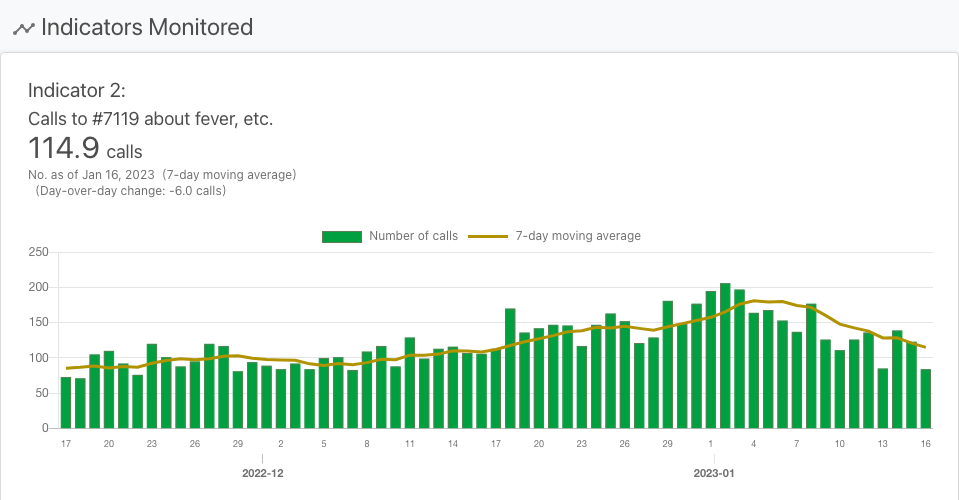 Indicators Monitored
Indicator 2:
Calls to #7119 about fever, etc.
114.9 calls
No. as of Jan 16, 2023 (7-day moving average)
(Day-over-day change: -6.0 calls)
Number of calls 7-day moving average
250
200
150
100
50
0
17 20 23 26 29 2 5 8 11 14 17 20 23 26 29 1 4 7 10 13 16
2022-12 2023-01